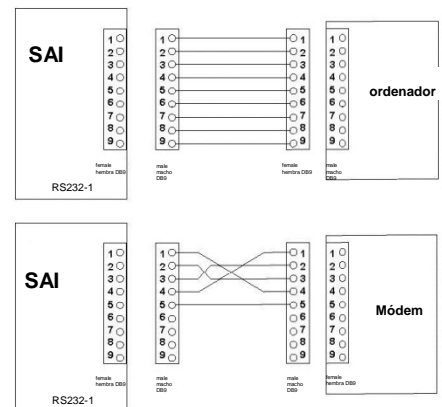 SAI
1 1 1 1
2 2 2 2
3 3 3 3
4 4 4 4
5 5 5 5
6 6 6 6
7 7 7 7
8 8 8 8
9 9 9 9
ordenador
female
hembra DB9
male
macho
DB9
female
hembra DB9
male
macho
DB9
RS232-1
SAI
1 1 1 1
2 2 2 2
3 3 3 3
4 4 4 4
5 5 5 5
6 6 6 6
7 7 7 7
8 8 8 8
9 9 9 9
Módem
female
hembra DB9
male
macho
DB9
male
macho
DB9
female
hembra DB9
RS232-1